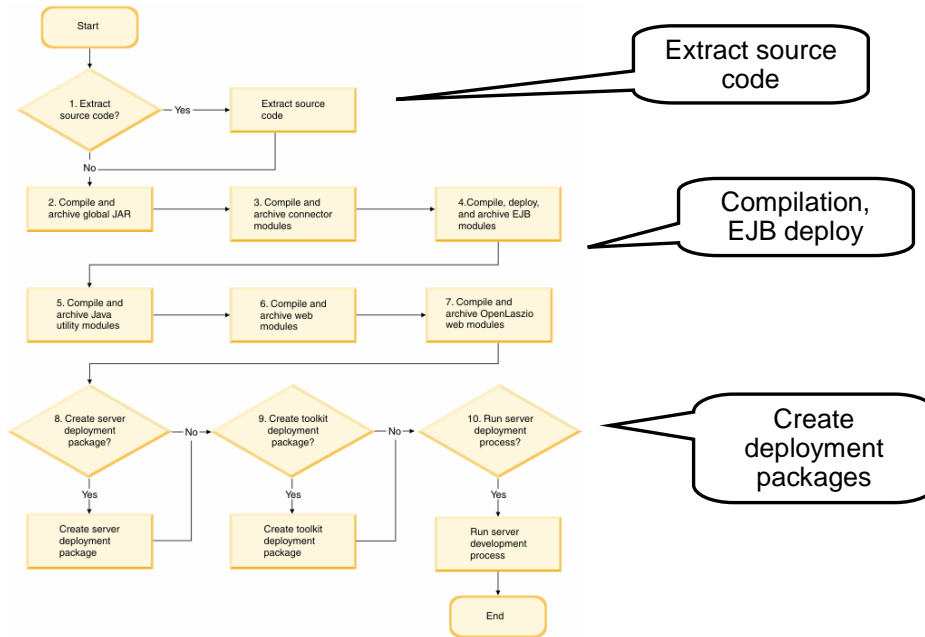 Start
1. Extract
source code?
Yes
Extract source
code
No
Extract source
code
2. Compile and
archive global JAR
3. Compile and
archive connector
modules
4.Compile, deploy,
and archive EJB
modules
Compilation,
EJB deploy
5. Compile and
archive Java
utility modules
6. Compile and
archive web
modules
7. Compile and
archive OpenLaszio
web modules
8. Create server
deployment
package?
No
9. Create toolkit
deployment
package?
No
10. Run server
deployment
process?
Create
deployment
packages
Yes
Yes
Yes
Create server
deployment
package
Create toolkit
deployment
package
Run server
development
process
End